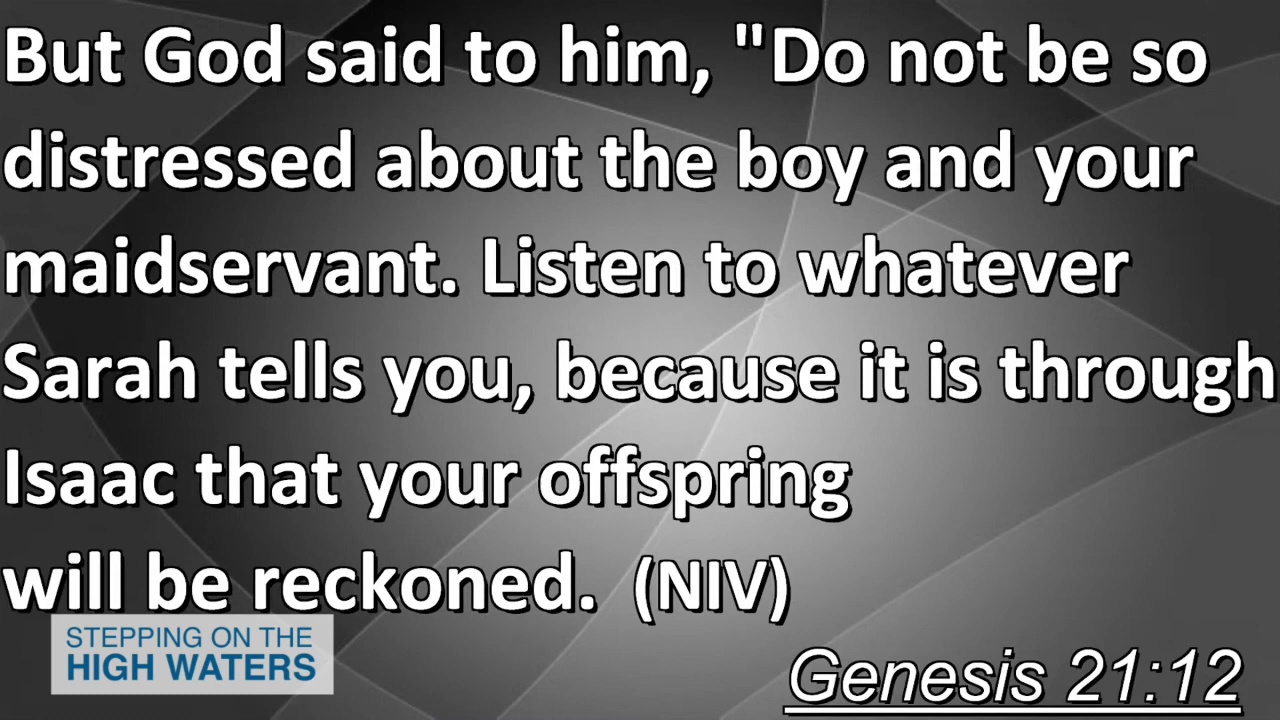 But God said to him, "Do not be so
distressed about the boy and your
maidservant. Listen to whatever
Sarah tells you, because it is through
Isaac that your offspring
will be reckoned. (NIV)
STEPPING ON THE
HIGH WATERS
Genesis 21:12